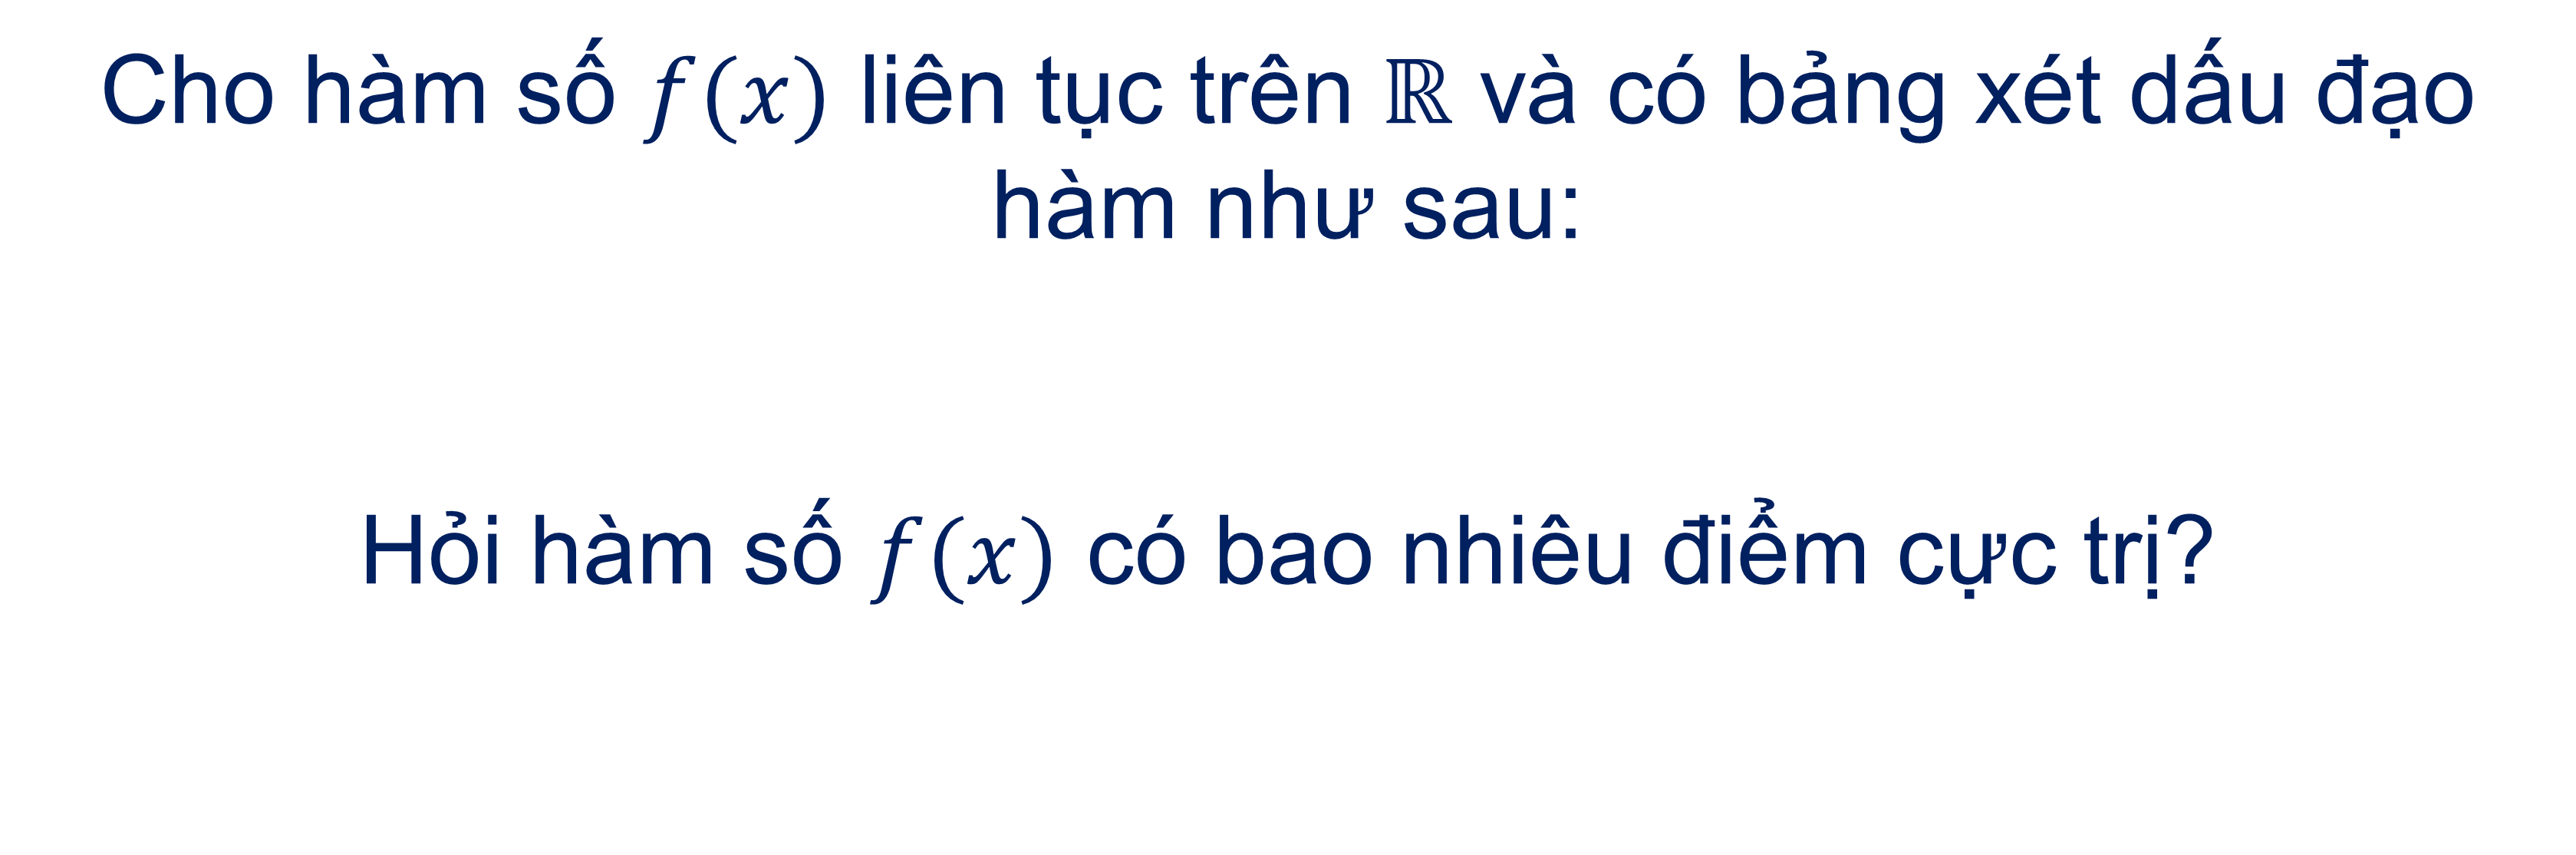 Cho hàm số f(x) liên tục trên ℝ và có bảng xét dấu đạo
hàm như sau:
Hỏi hàm số f(x) có bao nhiêu điểm cực trị?